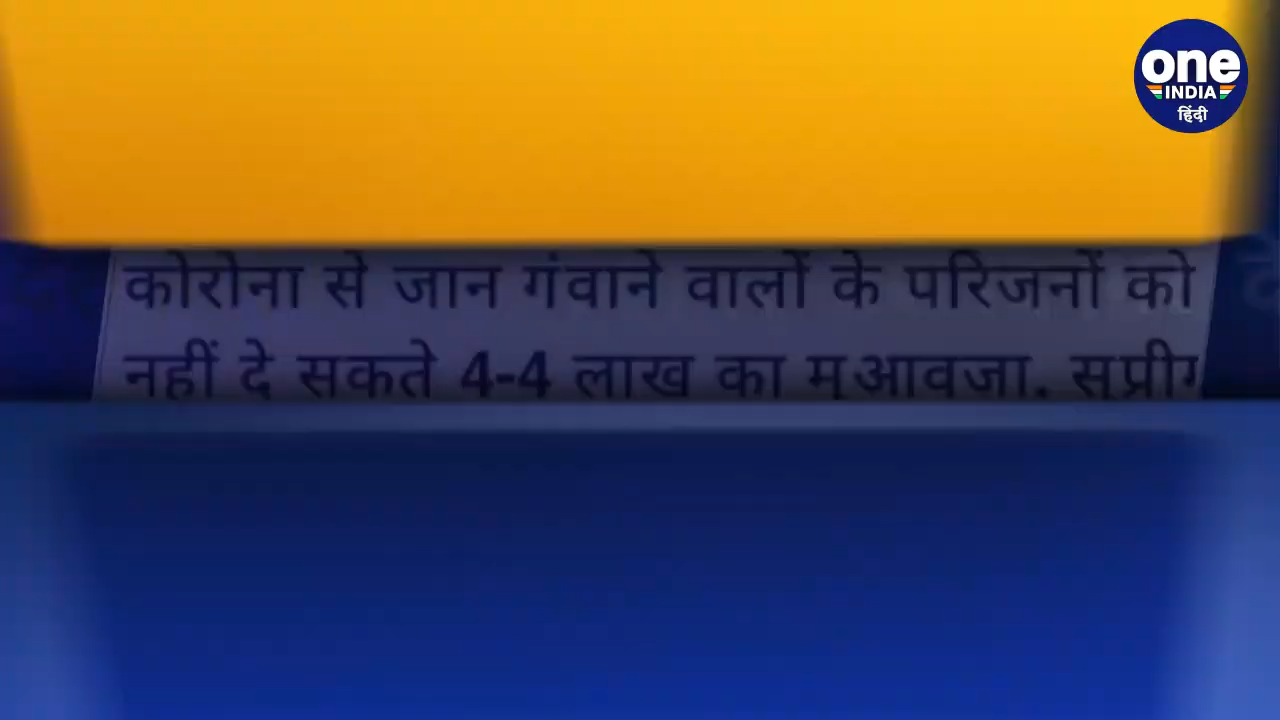 one
INDIA
हिंदी
कोरोना से जान गंवाने वालों के परिजनों को
नहीं दे सकते 4-4 लाख का मुआवजा,